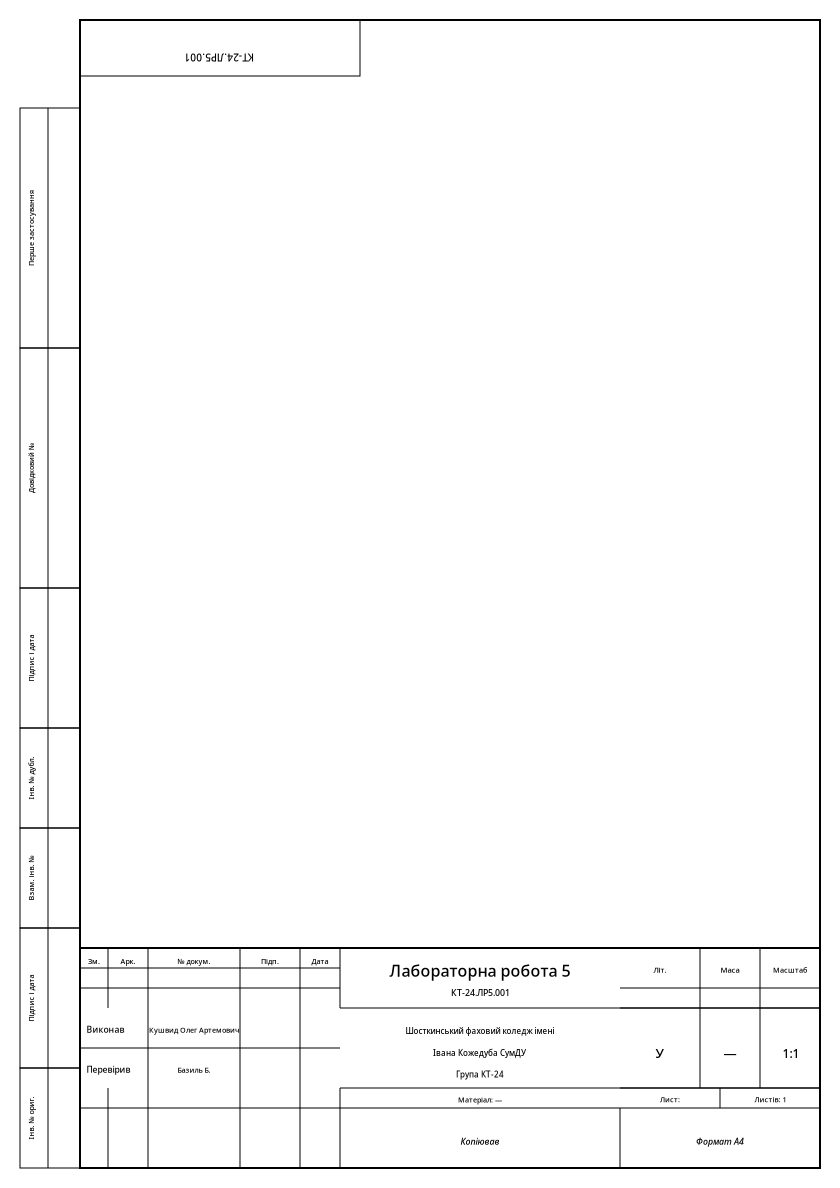 КТ-24.ЛР5.001
Перше застосування
Довідковий №
Підпис і дата
Інв. № дубл.
Взам. інв. №
Підпис і дата
Інв. № ориг.
Зм. Арк. № докум. Підп. Дата
Лабораторна робота 5
КТ-24.ЛР5.001
Літ. Маса Масштаб
Виконав Кушвид Олег Артемович
Перевірив Базиль Б.
Шосткинський фаховий коледж імені
Івана Кожедуба СумДУ
Група КТ-24
У — 1:1
Матеріал: — Лист: Листів: 1
Копіював Формат А4